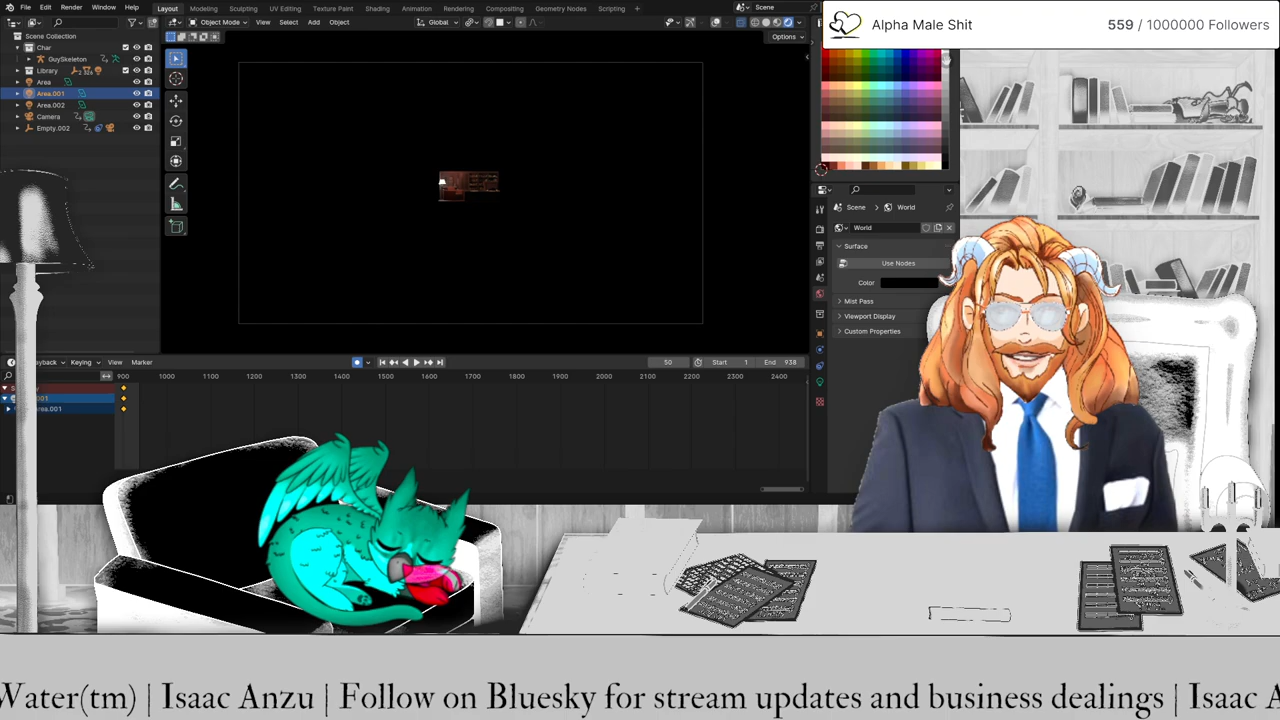 File Edit Render Window Help Layout Modeling Sculpting UV Editing Texture Paint Shading Animation Rendering Compositing Geometry Nodes Scripting Scene
Object Mode View Select Add Object Global
Options
Scene Collection
Char
GuySkeleton
Library
Area
Area.001
Area.002
Camera
Empty.002
Alpha Male Shit 559 / 1000000 Followers
Scene World
World
Surface
Use Nodes
Color
Mist Pass
Viewport Display
Custom Properties
Keying View Marker 50 Start 1 End 938
900 1000 1100 1200 1300 1400 1500 1600 1700 1800 1900 2000 2100 2200 2300 2400
Water(tm) | Isaac Anzu | Follow on Bluesky for stream updates and business dealings | Isaac